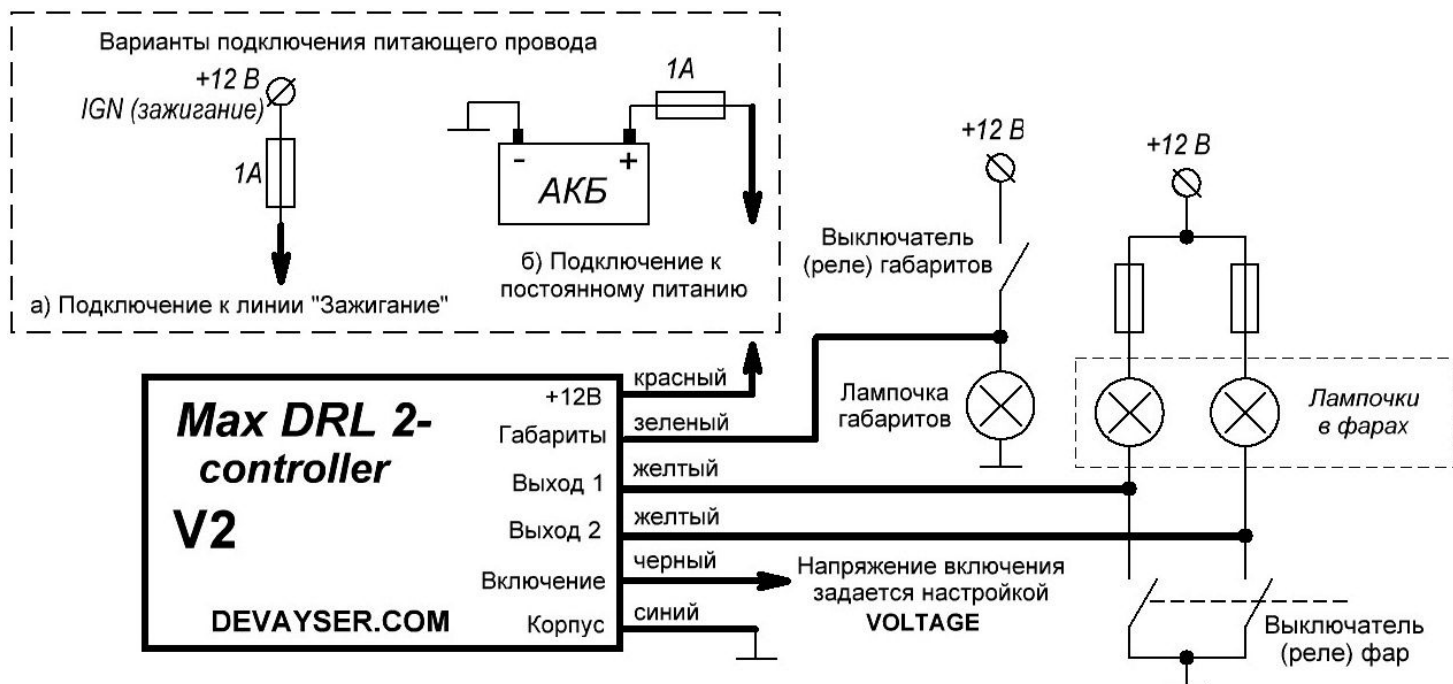 Варианты подключения питающего провода
+12 В
IGN (зажигание)
1А
1А
-
+
АКБ
а) Подключение к линии "Зажигание"
б) Подключение к
постоянному питанию
+12 В
Выключатель
(реле) габаритов
Лампочка
габаритов
+12 В
Лампочки
в фарах
Max DRL 2-
controller
V2
DEVAYSER.COM
+12В
красный
Габариты
зеленый
Выход 1
желтый
Выход 2
желтый
Включение
черный
Корпус
синий
Напряжение включения
задается настройкой
VOLTAGE
Выключатель
(реле) фар